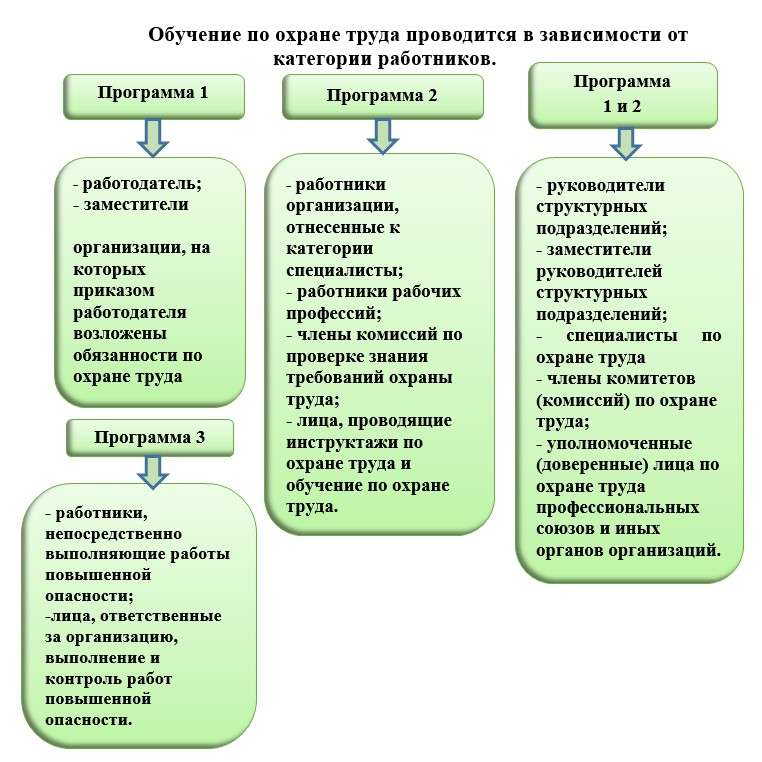 Обучение по охране труда проводится в зависимости от
категории работников.
Программа 1
- работодатель;
- заместители
организации, на
которых
приказом
работодателя
возложены
обязанности по
охране труда
Программа 2
- работники
организации,
отнесенные к
категории
специалисты;
- работники рабочих
профессий;
- члены комиссий по
проверке знания
требований охраны
труда;
- лица, проводящие
инструктажи по
охране труда и
обучение по охране
труда.
Программа
1 и 2
- руководители
структурных
подразделений;
- заместители
руководителей
структурных
подразделений;
- специалисты по
охране труда
- члены комитетов
(комиссий) по охране
труда;
- уполномоченные
(доверенные) лица по
охране труда
профессиональных
союзов и иных
органов организаций.
Программа 3
- работники,
непосредственно
выполняющие работы
повышенной
опасности;
-лица, ответственные
за организацию,
выполнение и
контроль работ
повышенной
опасности.